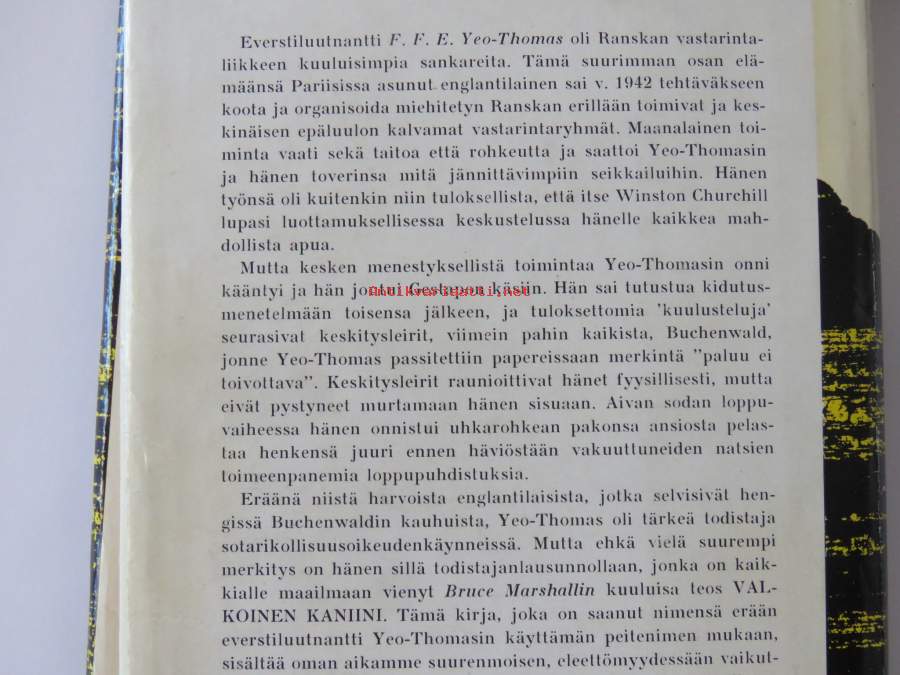 Everstiluutnantti F. F. E. Yeo-Thomas oli Ranskan vastarinta-
liikkeen kuuluisimpia sankareita. Tämä suurimman osan elä-
määnsä Pariisissa asunut englantilainen sai v. 1942 tehtäväkseen
koota ja organisoida miehitetyn Ranskan erillään toimivat ja kes-
kinäisen epäluulon kalvamat vastarintaryhmät. Maanalainen toi-
minta vaati sekä taitoa että rohkeutta ja saattoi Yeo-Thomasin
ja hänen toverinsa mitä jännittävimpiin seikkailuihin. Hänen
työnsä oli kuitenkin niin tuloksellista, että itse Winston Churchill
lupasi luottamuksellisessa keskustelussa hänelle kaikkea mah-
dollista apua.
Mutta kesken menestyksellistä toimintaa Yeo-Thomasin onni
kääntyi ja hän joutui Gestapon käsiin. Hän sai tutustua kidutus-
Antikvariaatti.net
menetelmään toisensa jälkeen, ja tuloksettomia 'kuulusteluja'
seurasivat keskitysleirit, viimein pahin kaikista, Buchenwald,
jonne Yeo-Thomas passitettiin papereissaan merkintä "paluu ei
toivottava". Keskitysleirit raunioittivat hänet fyysillisesti, mutta
eivät pystyneet murtamaan hänen sisuaan. Aivan sodan loppu-
vaiheessa hänen onnistui uhkarohkean pakonsa ansiosta pelas-
taa henkensä juuri ennen häviöstään vakuuttuneiden natsien
toimeenpanemia loppupuhdistuksia.
Eräänä niistä harvoista englantilaisista, jotka selvisivät hen-
gissä Buchenwaldin kauhuista, Yeo-Thomas oli tärkeä todistaja
sotarikollisuusoikeudenkäynneissä. Mutta ehkä vielä suurempi
merkitys on hänen sillä todistajanlausunnollaan, jonka on kaik-
kialle maailmaan vienyt Bruce Marshallin kuuluisa teos VAL-
KOINEN KANIINI. Tämä kirja, joka on saanut nimensä erään
everstiluutnantti Yeo-Thomasin käyttämän peitenimen mukaan,
sisältää oman aikamme suurenmoisen, eleettömyydessään vaikut-